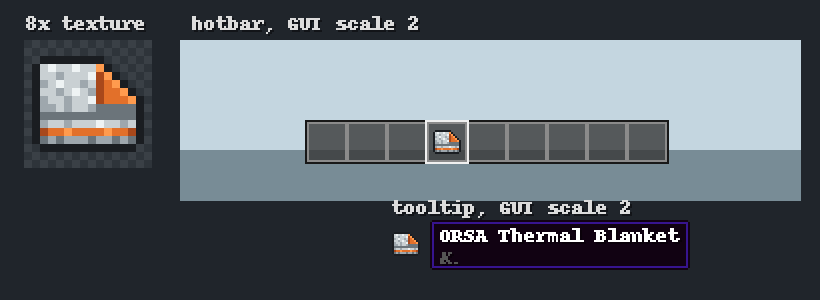 8x texture
hotbar, GUI scale 2
tooltip, GUI scale 2
ORSA Thermal Blanket
K.